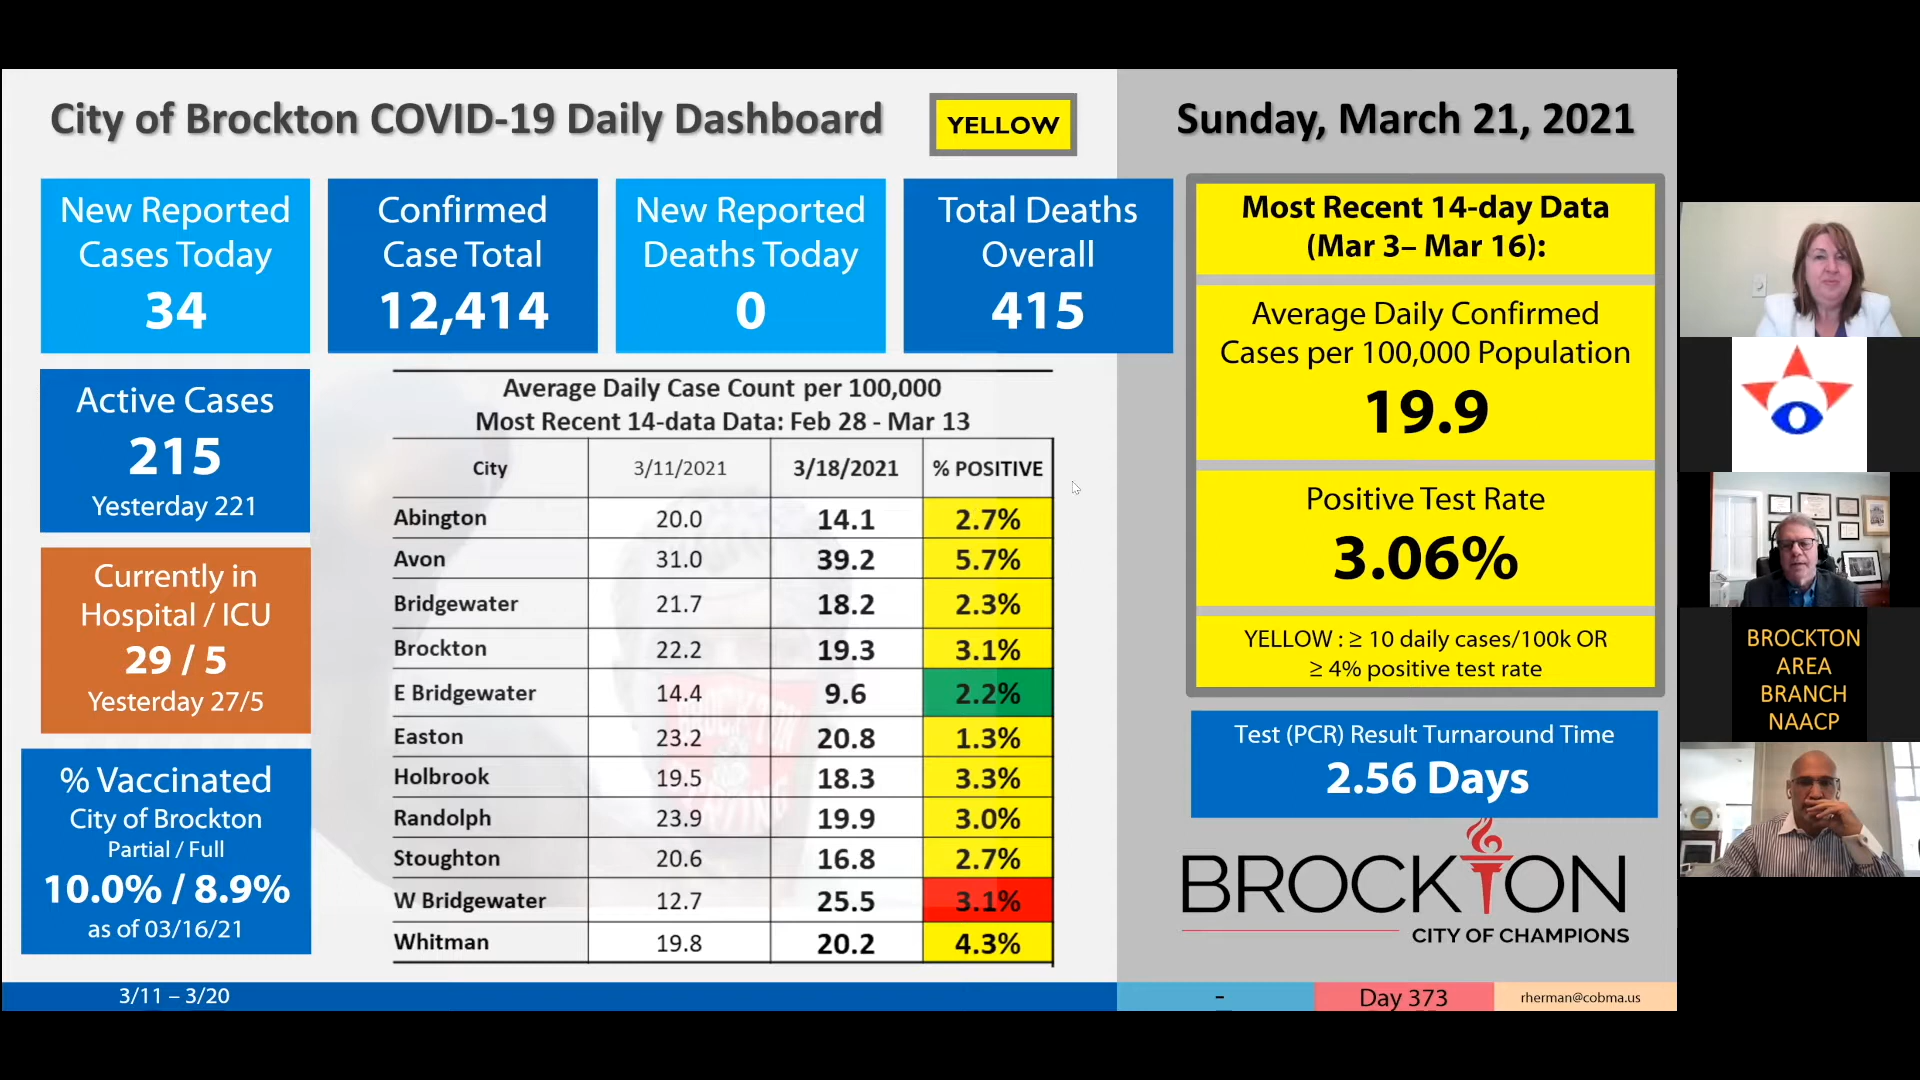 City of Brockton COVID-19 Daily Dashboard
YELLOW
Sunday, March 21, 2021
New Reported
Cases Today
34
Confirmed
Case Total
12,414
New Reported
Deaths Today
0
Total Deaths
Overall
415
Active Cases
215
Yesterday 221
Currently in
Hospital / ICU
29 / 5
Yesterday 27/5
% Vaccinated
City of Brockton
Partial / Full
10.0% / 8.9%
as of 03/16/21
Average Daily Case Count per 100,000
Most Recent 14-data Data: Feb 28 - Mar 13
City 3/11/2021 3/18/2021 % POSITIVE
Abington 20.0 14.1 2.7%
Avon 31.0 39.2 5.7%
Bridgewater 21.7 18.2 2.3%
Brockton 22.2 19.3 3.1%
E Bridgewater 14.4 9.6 2.2%
Easton 23.2 20.8 1.3%
Holbrook 19.5 18.3 3.3%
Randolph 23.9 19.9 3.0%
Stoughton 20.6 16.8 2.7%
W Bridgewater 12.7 25.5 3.1%
Whitman 19.8 20.2 4.3%
Most Recent 14-day Data
(Mar 3– Mar 16):
Average Daily Confirmed
Cases per 100,000 Population
19.9
Positive Test Rate
3.06%
YELLOW : ≥ 10 daily cases/100k OR
≥ 4% positive test rate
Test (PCR) Result Turnaround Time
2.56 Days
BROCKTON
CITY OF CHAMPIONS
3/11 – 3/20
-
Day 373
rherman@cobma.us
BROCKTON
AREA
BRANCH
NAACP